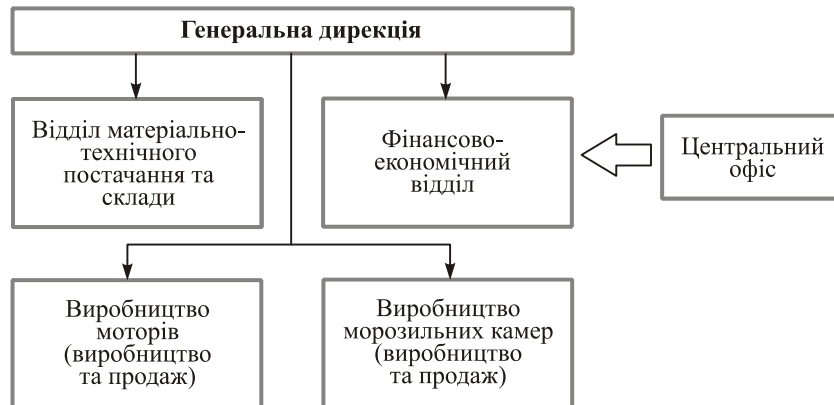 Генеральна дирекція
Відділ матеріально-
технічного
постачання та
склади
Фінансово-
економічний
відділ
Центральний
офіс
Виробництво
моторів
(виробництво
та продаж)
Виробництво
морозильних камер
(виробництво
та продаж)